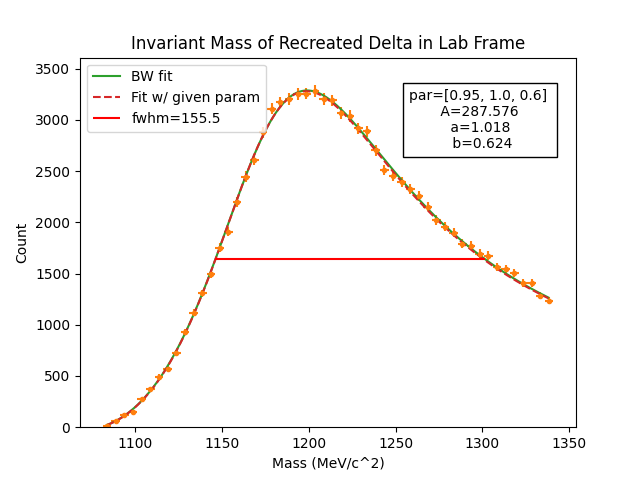 Invariant Mass of Recreated Delta in Lab Frame
BW fit
Fit w/ given param
fwhm=155.5
par=[0.95, 1.0, 0.6]
A=287.576
a=1.018
b=0.624
Count
3500
3000
2500
2000
1500
1000
500
0
1100 1150 1200 1250 1300 1350
Mass (MeV/c^2)